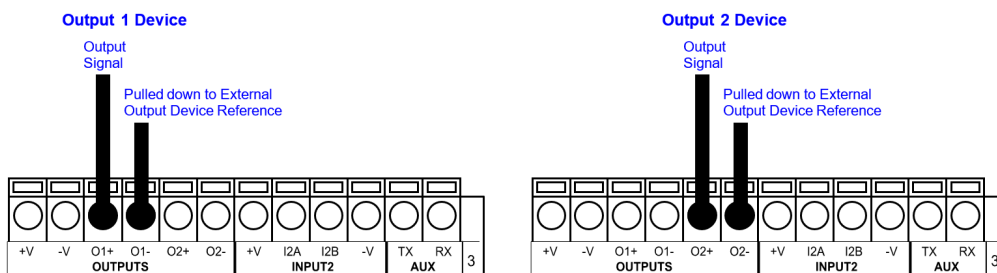 Output 1 Device
Output
Signal
Pulled down to External
Output Device Reference
+V -V O1+ O1- O2+ O2- +V I2A I2B -V TX RX
OUTPUTS INPUT2 AUX 3
Output 2 Device
Output
Signal
Pulled down to External
Output Device Reference
+V -V O1+ O1- O2+ O2- +V I2A I2B -V TX RX
OUTPUTS INPUT2 AUX 3